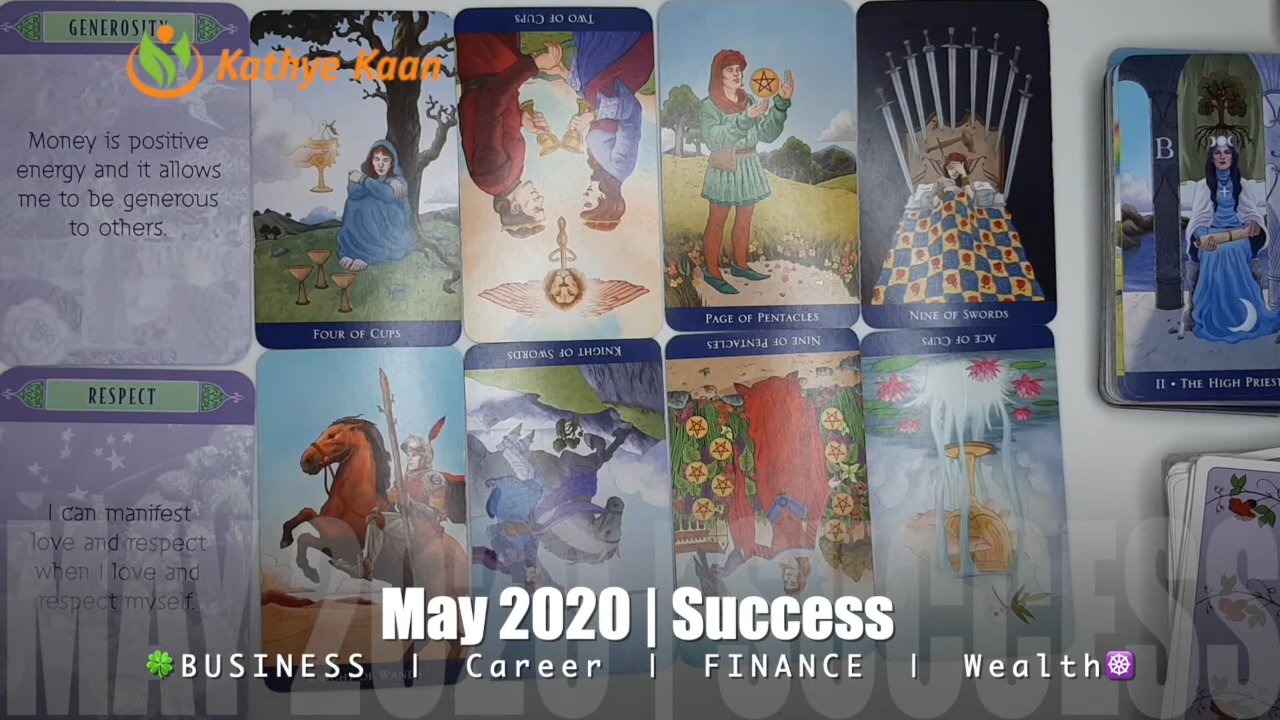 GENEROSITY
Kathye Kaan
Money is positive
energy and it allows
me to be generous
to others.
FOUR OF CUPS
TWO OF CUPS
PAGE OF PENTACLES
NINE OF SWORDS
B
II • THE HIGH PRIEST
RESPECT
I can manifest
love and respect
when I love and
respect myself.
KNIGHT OF SWORDS
NINE OF PENTACLES
ACE OF CUPS
MAY 2020 | SUCCESS
May 2020 | Success
🍀BUSINESS | Career | FINANCE | Wealth☸️